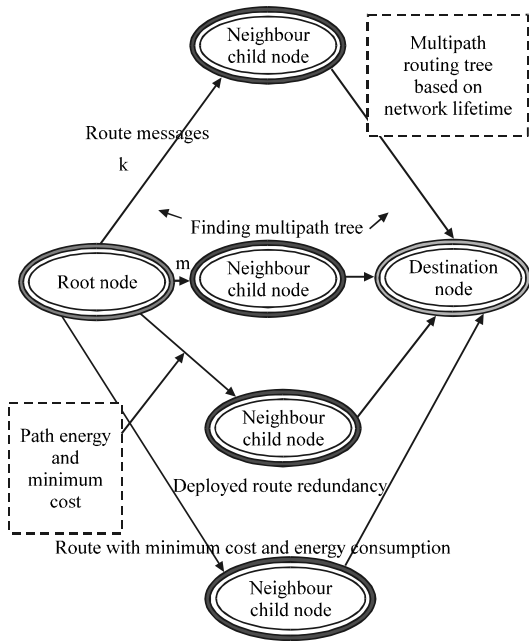 Neighbour
child node
Multipath
routing tree
based on
network lifetime
Route messages
k
Finding multipath tree
m
Root node
Neighbour
child node
Destination
node
Path energy
and
minimum
cost
Neighbour
child node
Deployed route redundancy
Route with minimum cost and energy consumption
Neighbour
child node